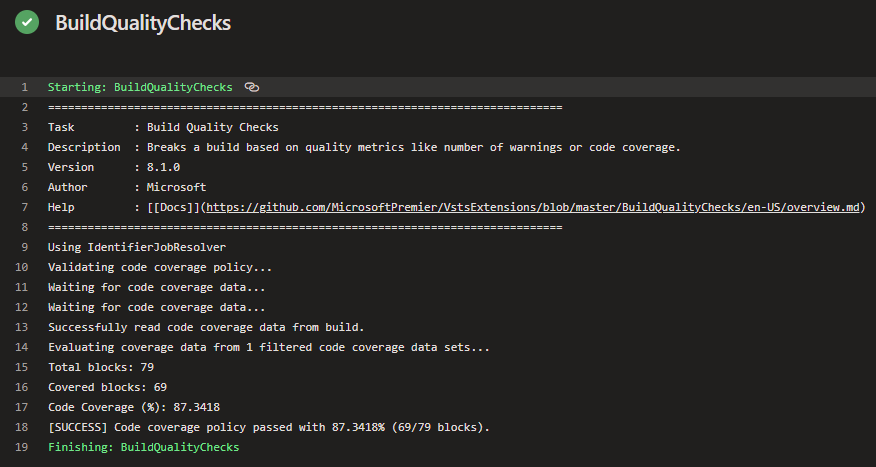 BuildQualityChecks
1 Starting: BuildQualityChecks
2 ==============================================================================
3 Task         : Build Quality Checks
4 Description  : Breaks a build based on quality metrics like number of warnings or code coverage.
5 Version      : 8.1.0
6 Author       : Microsoft
7 Help         : [[Docs]](https://github.com/MicrosoftPremier/VstsExtensions/blob/master/BuildQualityChecks/en-US/overview.md)
8 ==============================================================================
9 Using IdentifierJobResolver
10 Validating code coverage policy...
11 Waiting for code coverage data...
12 Waiting for code coverage data...
13 Successfully read code coverage data from build.
14 Evaluating coverage data from 1 filtered code coverage data sets...
15 Total blocks: 79
16 Covered blocks: 69
17 Code Coverage (%): 87.3418
18 [SUCCESS] Code coverage policy passed with 87.3418% (69/79 blocks).
19 Finishing: BuildQualityChecks